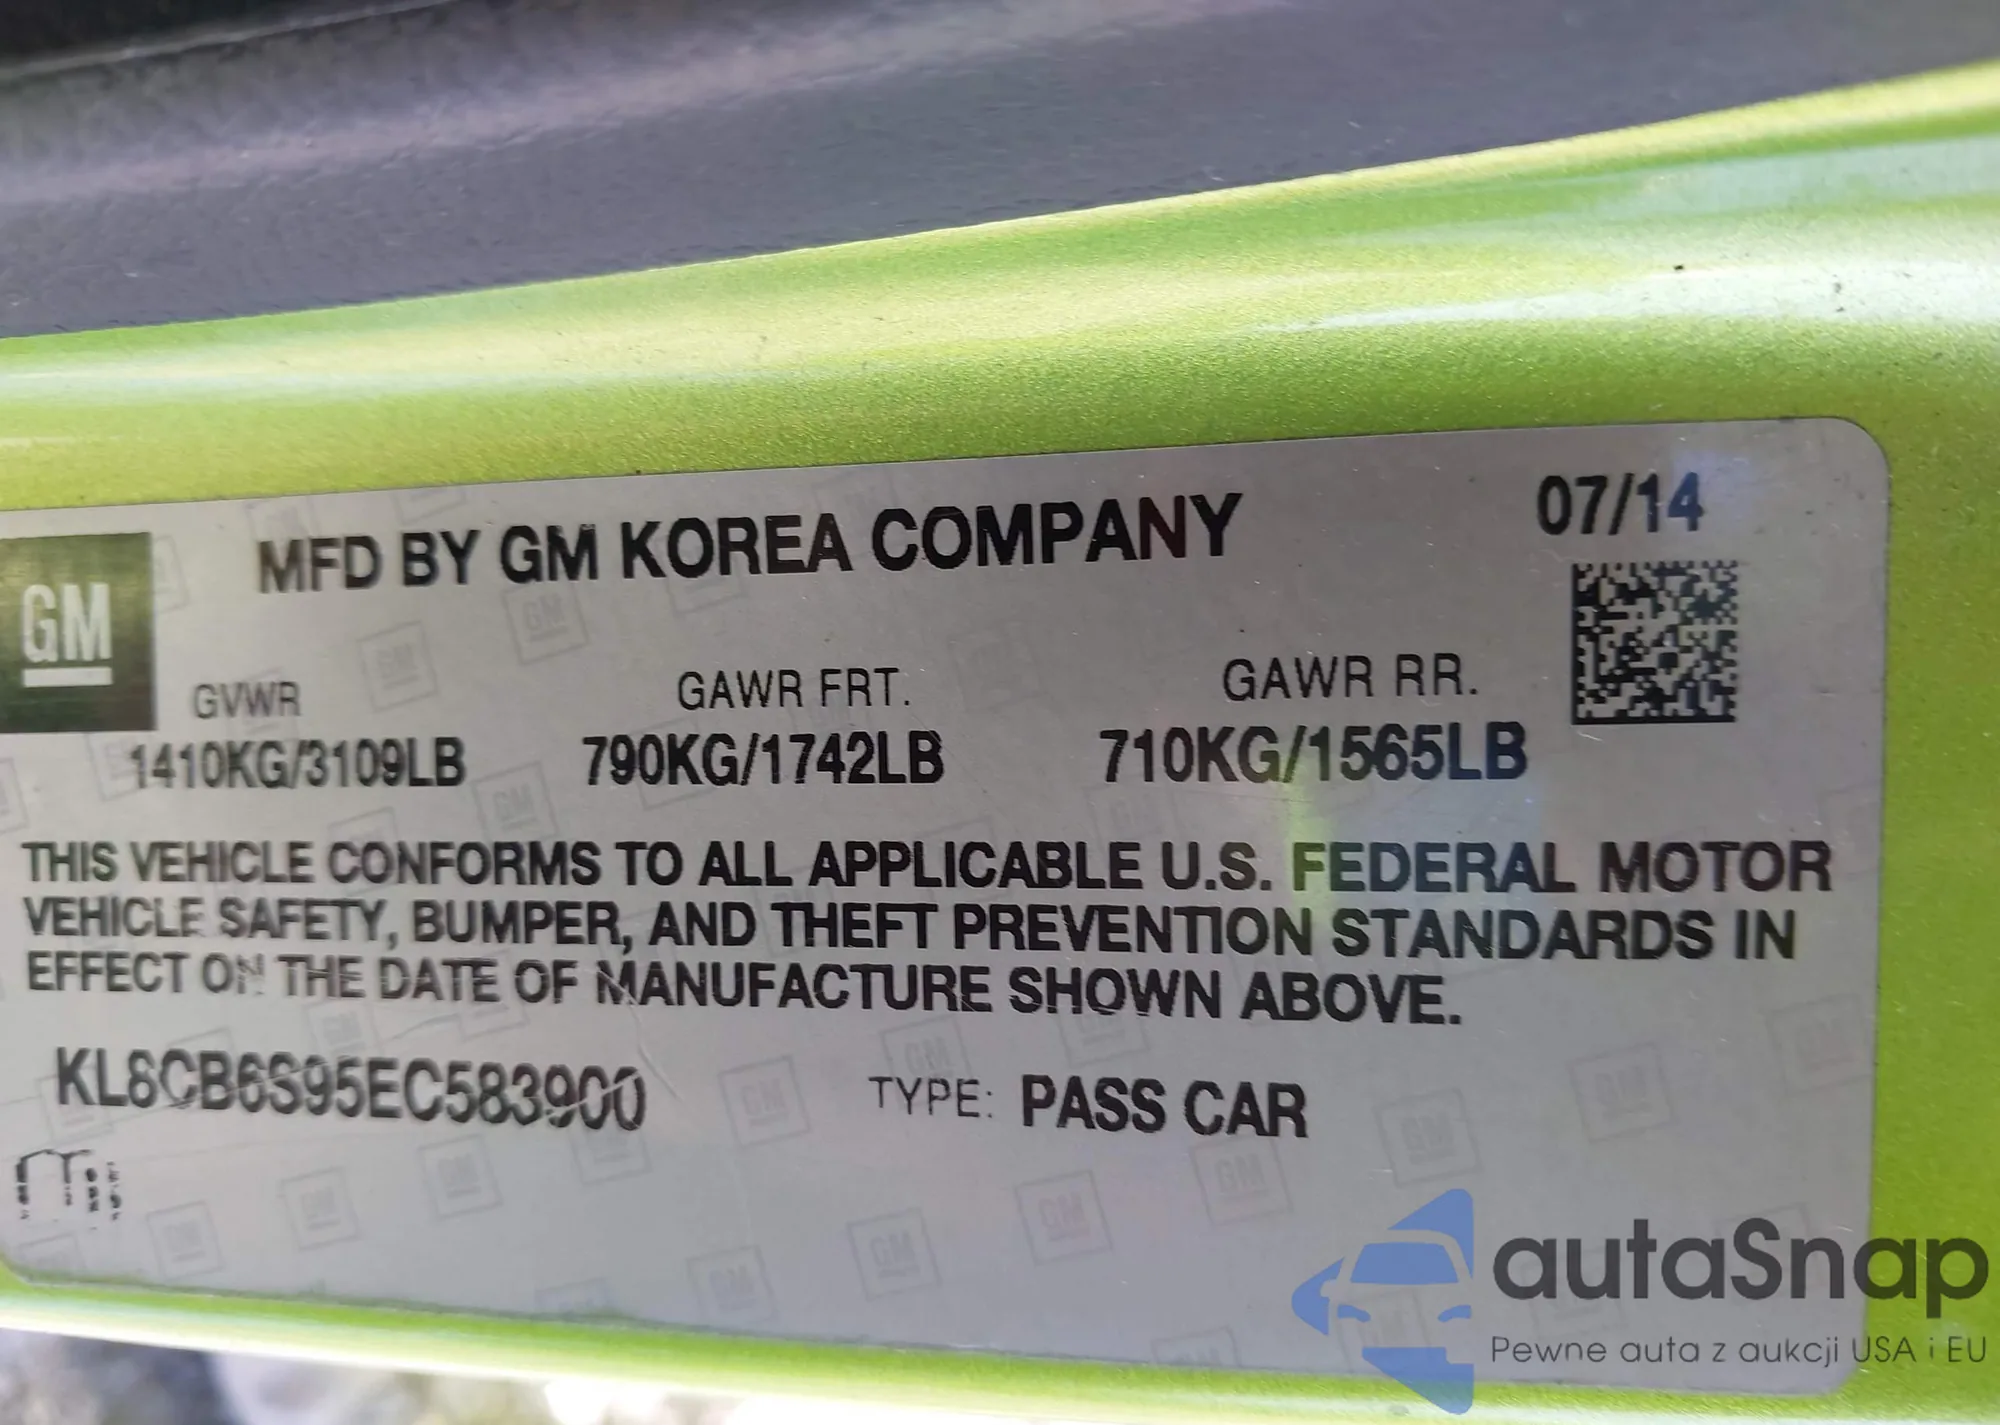 MFD BY GM KOREA COMPANY
07/14
GM
GVWR
GAWR FRT.
GAWR RR.
1410KG/3109LB
790KG/1742LB
710KG/1565LB
THIS VEHICLE CONFORMS TO ALL APPLICABLE U.S. FEDERAL MOTOR
VEHICLE SAFETY, BUMPER, AND THEFT PREVENTION STANDARDS IN
EFFECT ON THE DATE OF MANUFACTURE SHOWN ABOVE.
KL8CB6S95EC583900
TYPE: PASS CAR
autaSnap
Pewne auta z aukcji USA i EU